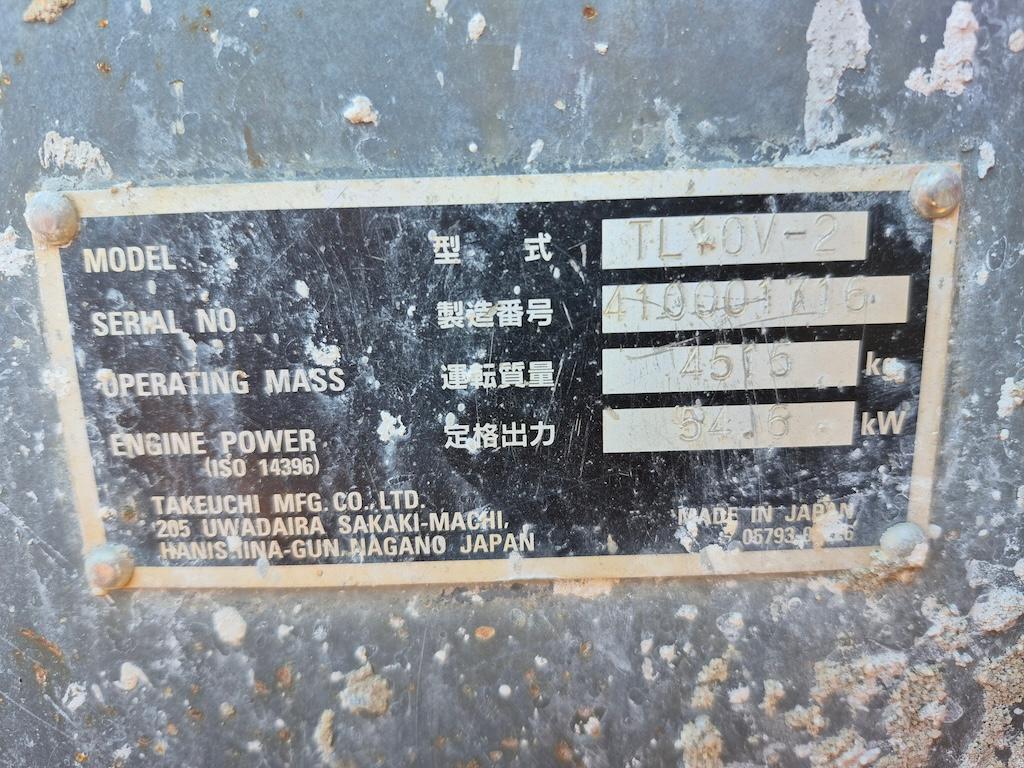 MODEL 型 式 TL10V-2
SERIAL NO. 製造番号
OPERATING MASS 運転質量 kg
ENGINE POWER 定格出力 54.6 kW
(ISO 14396)
TAKEUCHI MFG. CO., LTD.
205 UWADAIRA SAKAKI-MACHI,
HANISHINA-GUN, NAGANO JAPAN
MADE IN JAPAN